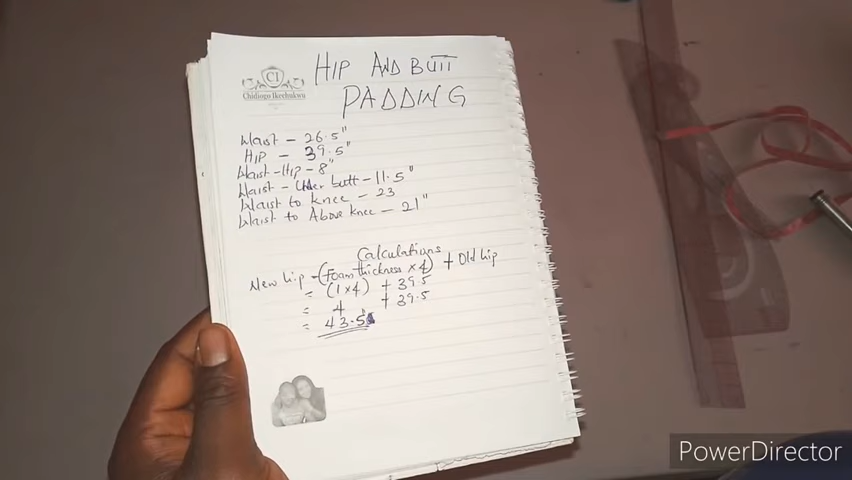 HIP AND BUTT
PADDING
CI
Chidiogo Ikechukwu
Waist - 26.5"
HIP - 39.5"
Waist-Hip - 8"
Waist - Under butt - 11.5"
Waist to knee - 23
Waist to Above knee - 21"
Calculations
New hip = (Foam thickness × 4) + Old hip
= (1×4) + 39.5
= 4 + 39.5
= 43.5"
PowerDirector